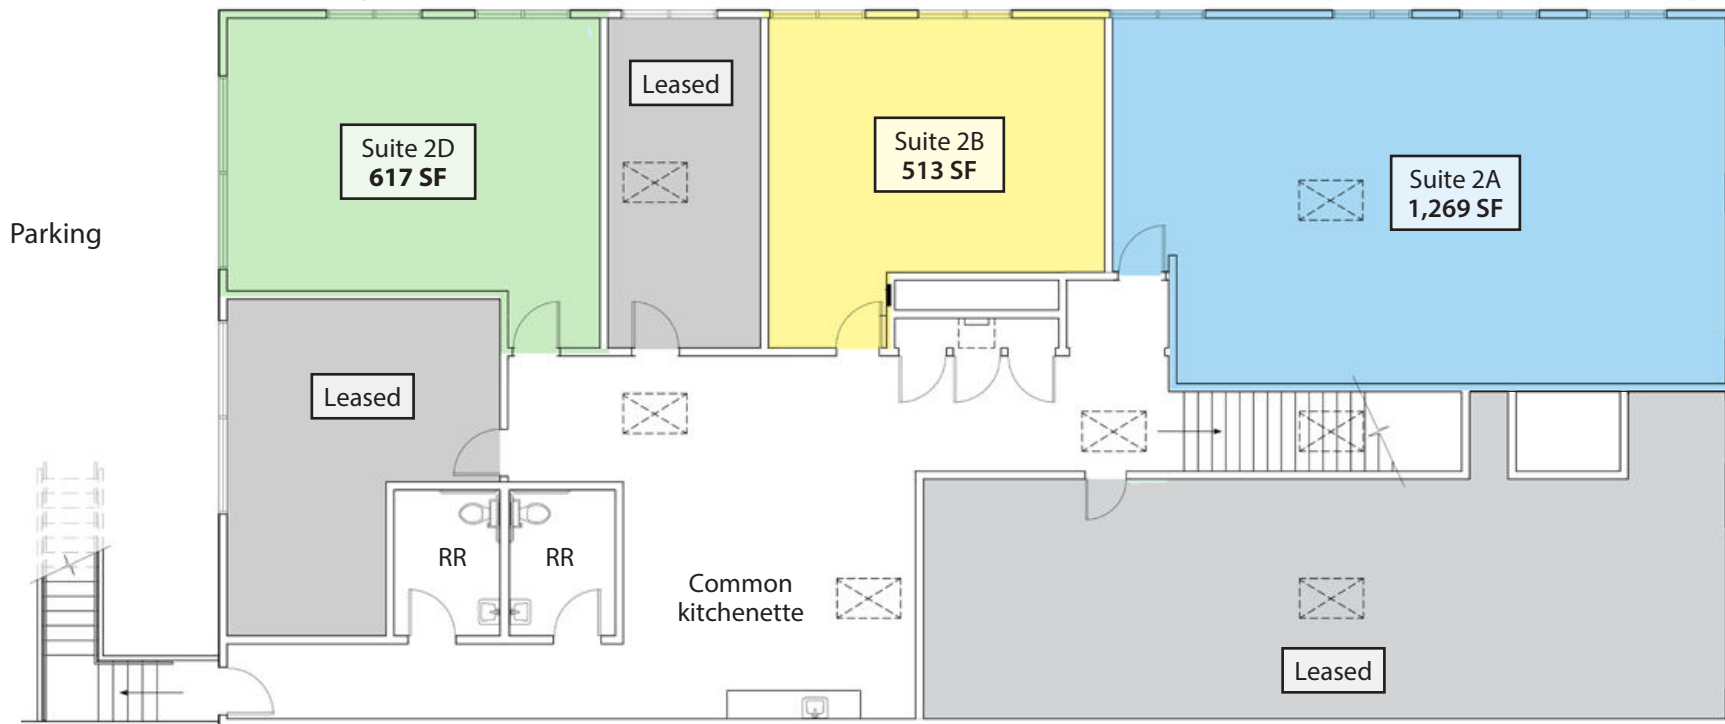 Leased
Suite 2D
617 SF
Suite 2B
513 SF
Suite 2A
1,269 SF
Parking
Leased
RR
RR
Common
kitchenette
Leased